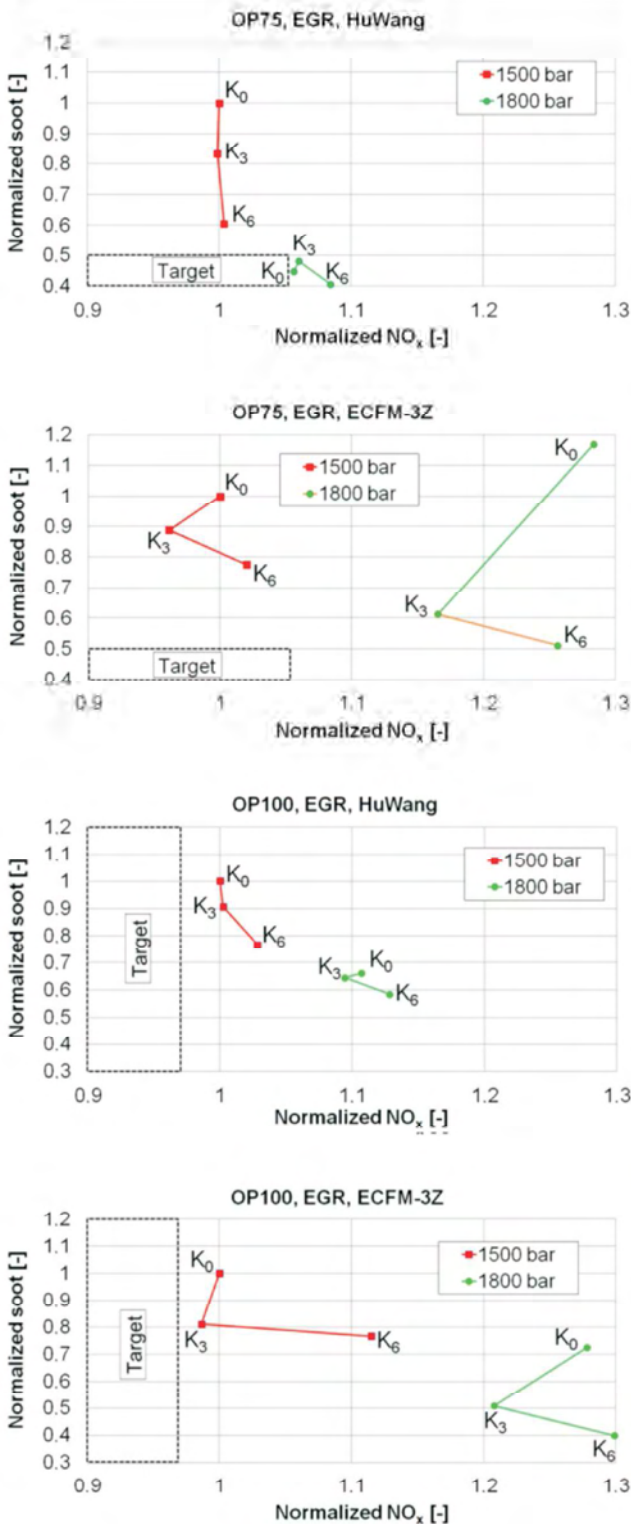 OP75, EGR, HuWang
Normalized soot [-]
1.2
1.1
1
0.9
0.8
0.7
0.6
0.5
0.4
1500 bar
1800 bar
K0
K3
K6
K3
K0
K6
Target
0.9
1
1.1
1.2
1.3
Normalized NOx [-]
OP75, EGR, ECFM-3Z
Normalized soot [-]
1.2
1.1
1
0.9
0.8
0.7
0.6
0.5
0.4
1500 bar
1800 bar
K0
K0
K3
K6
K3
K6
Target
0.9
1
1.1
1.2
1.3
Normalized NOx [-]
OP100, EGR, HuWang
Normalized soot [-]
1.2
1.1
1
0.9
0.8
0.7
0.6
0.5
0.4
0.3
1500 bar
1800 bar
Target
K0
K3
K6
K3
K0
K6
0.9
1
1.1
1.2
1.3
Normalized NOx [-]
OP100, EGR, ECFM-3Z
Normalized soot [-]
1.2
1.1
1
0.9
0.8
0.7
0.6
0.5
0.4
0.3
1500 bar
1800 bar
Target
K0
K3
K6
K0
K3
K6
0.9
1
1.1
1.2
1.3
Normalized NOx [-]